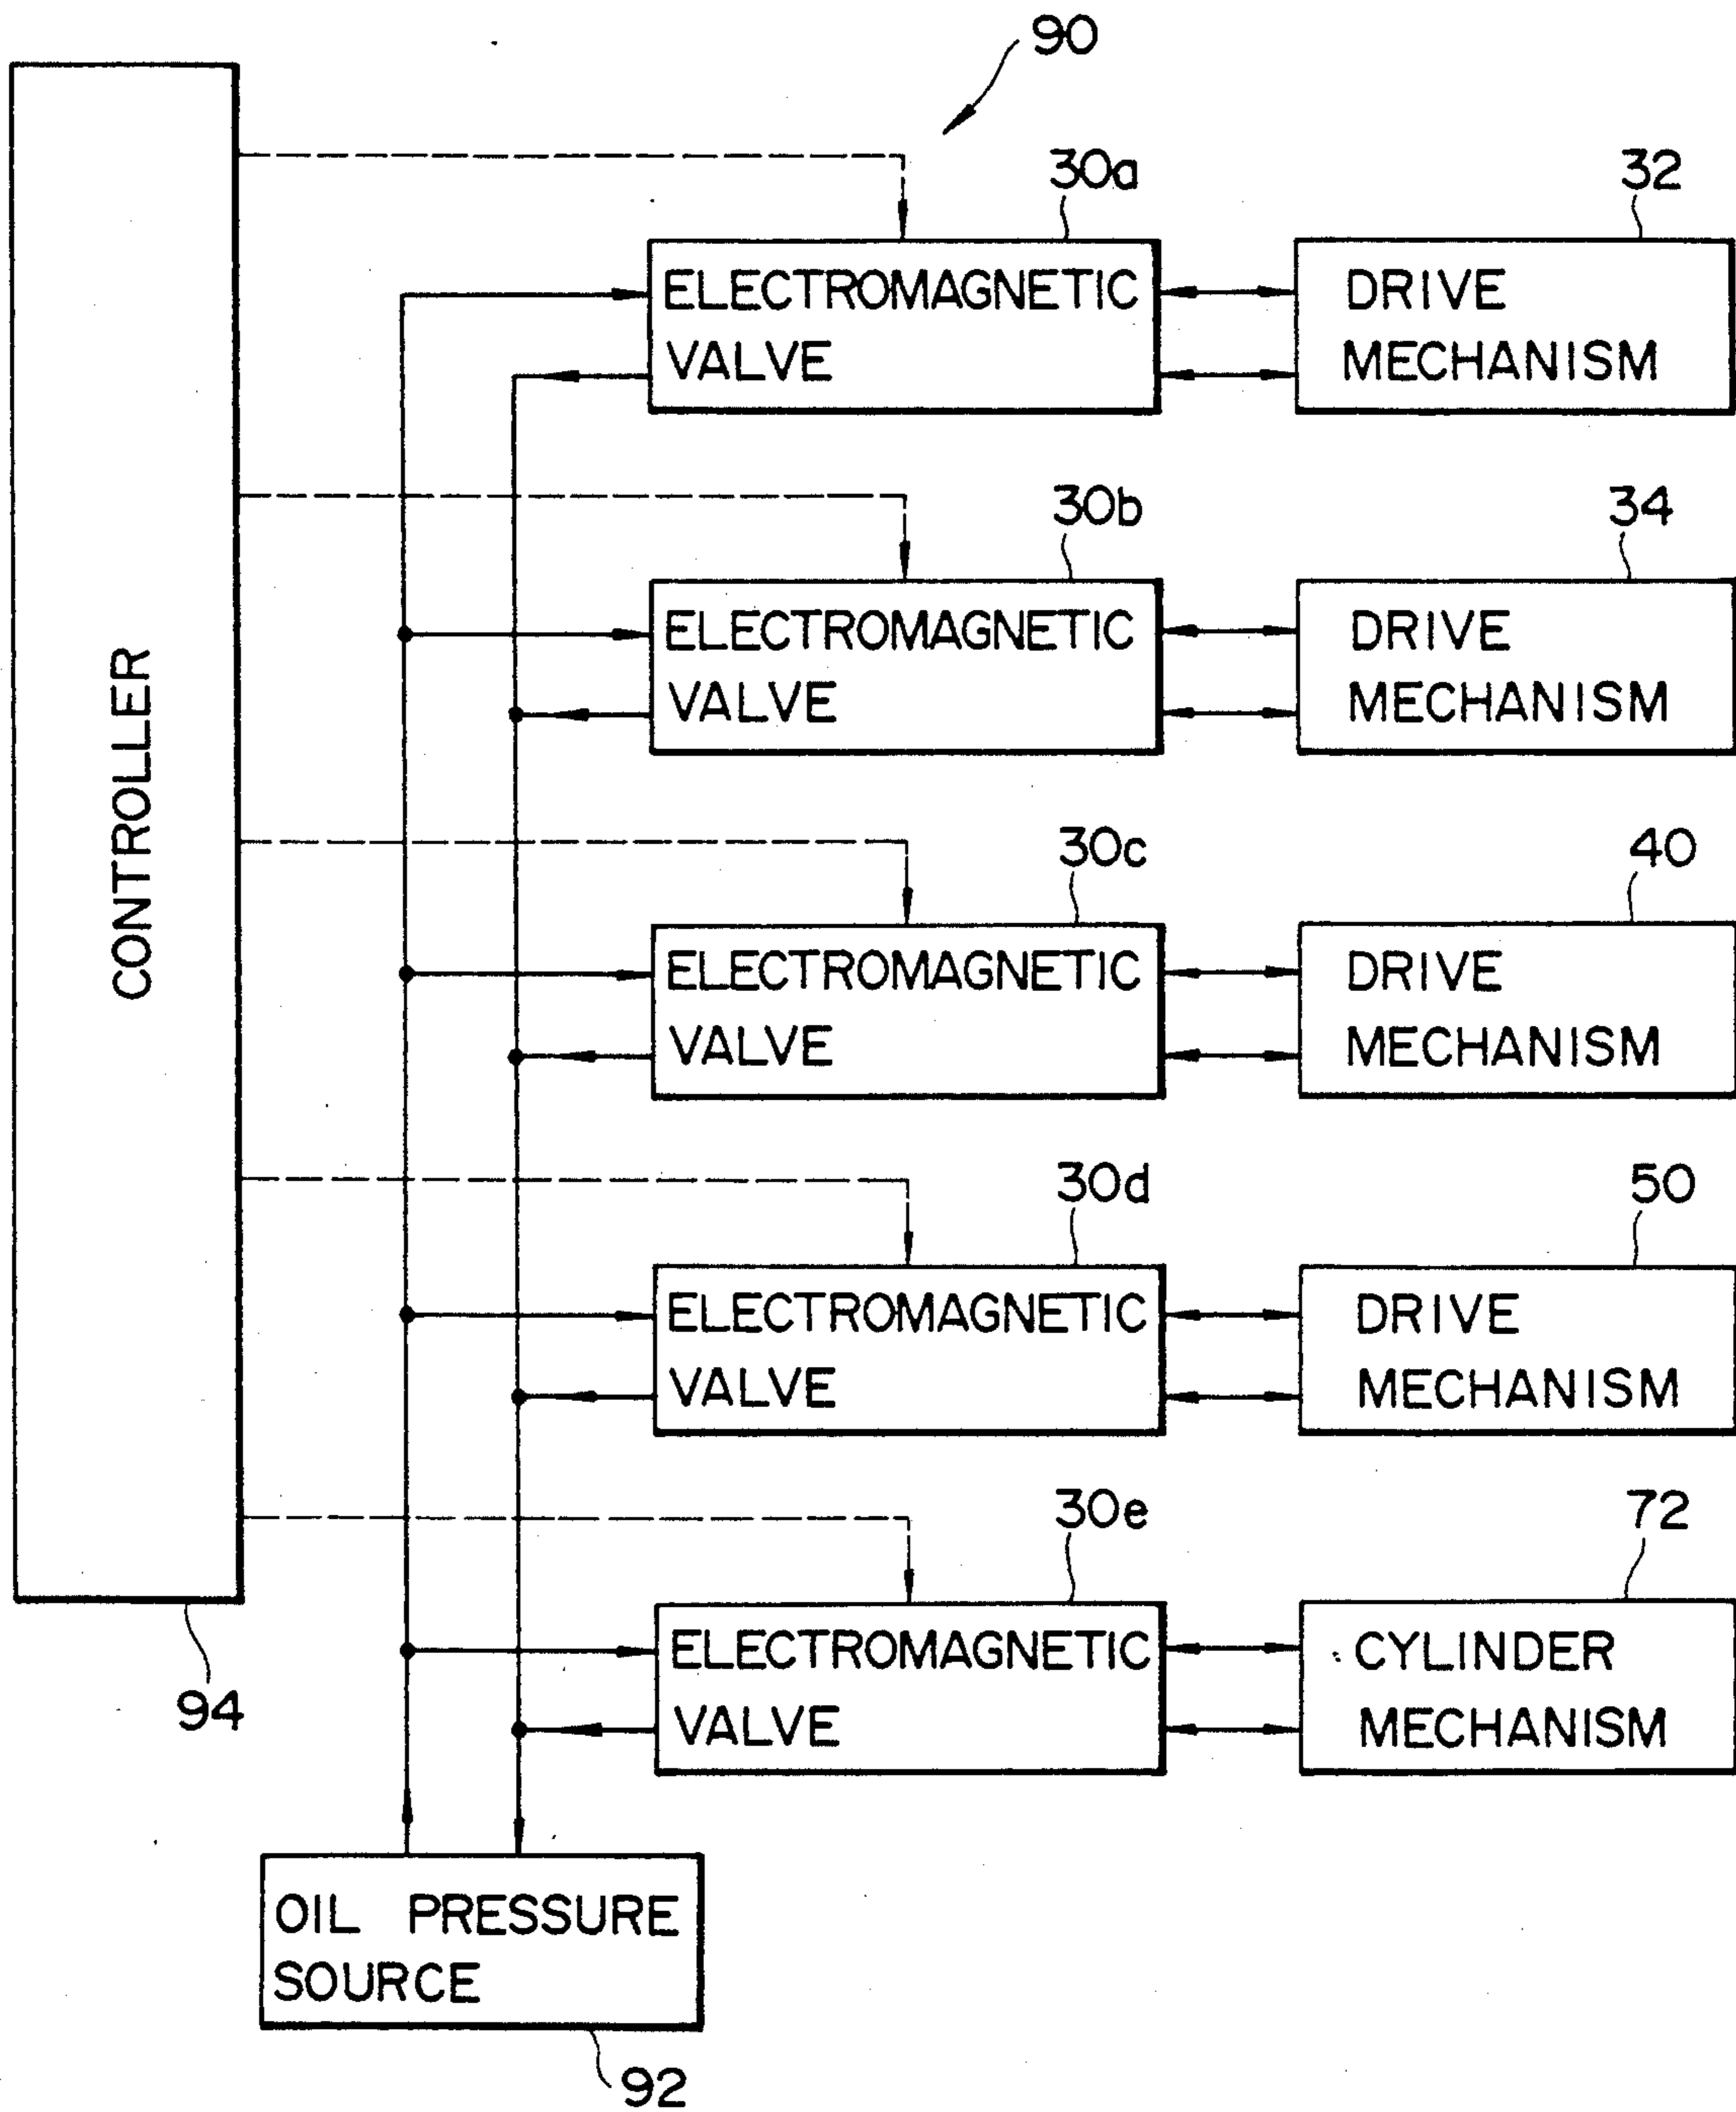 90
30a
32
ELECTROMAGNETIC
VALVE
DRIVE
MECHANISM
30b
34
ELECTROMAGNETIC
VALVE
DRIVE
MECHANISM
CONTROLLER
30c
40
ELECTROMAGNETIC
VALVE
DRIVE
MECHANISM
30d
50
ELECTROMAGNETIC
VALVE
DRIVE
MECHANISM
30e
72
ELECTROMAGNETIC
VALVE
CYLINDER
MECHANISM
94
OIL PRESSURE
SOURCE
92